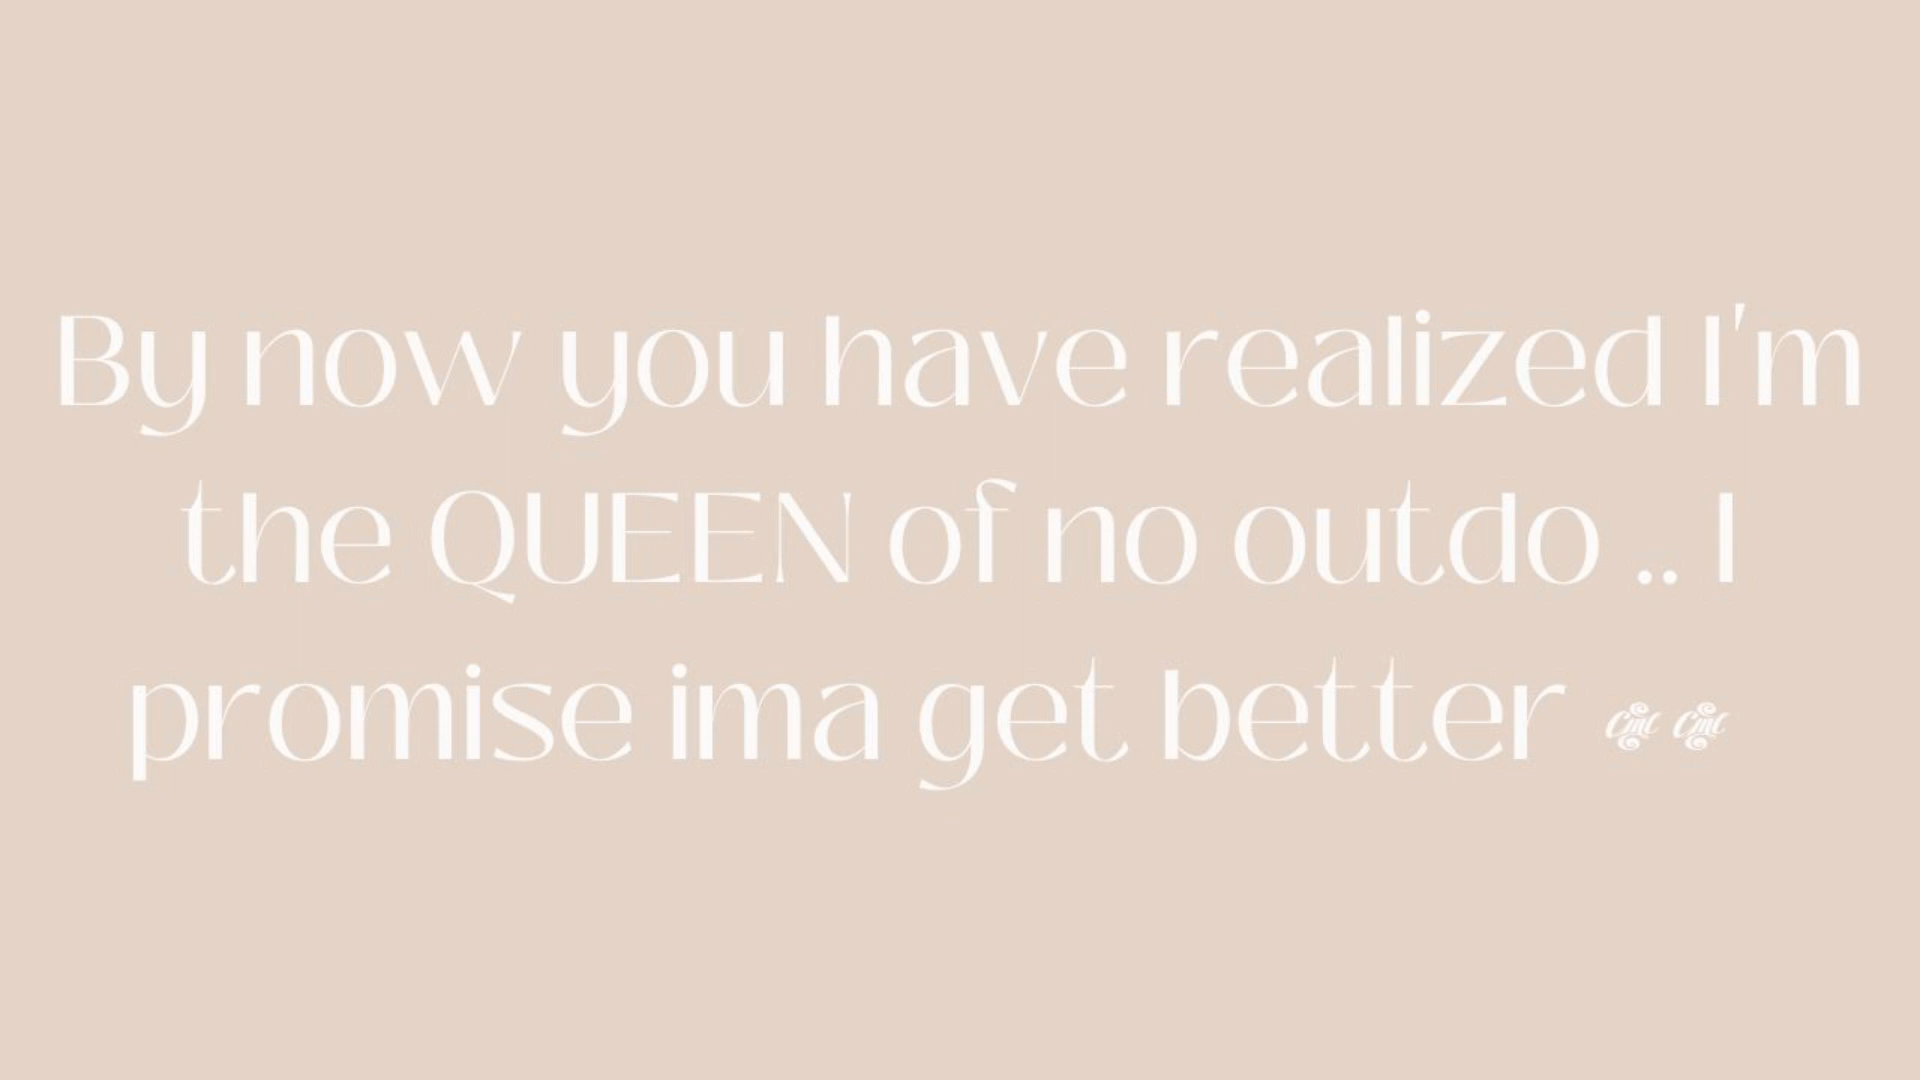 By now you have realized I'm
the QUEEN of no outdo .. I
promise ima get better